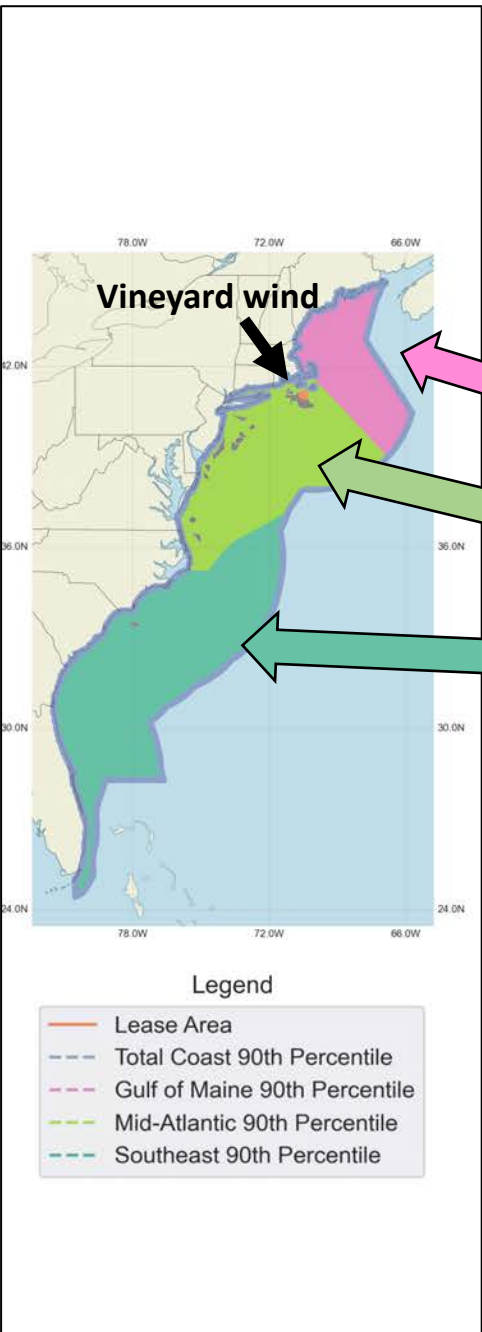 78.0W 72.0W 66.0W
Vineyard wind
42.0N
36.0N 36.0N
30.0N 30.0N
24.0N 24.0N
78.0W 72.0W 66.0W
Legend
Lease Area
Total Coast 90th Percentile
Gulf of Maine 90th Percentile
Mid-Atlantic 90th Percentile
Southeast 90th Percentile